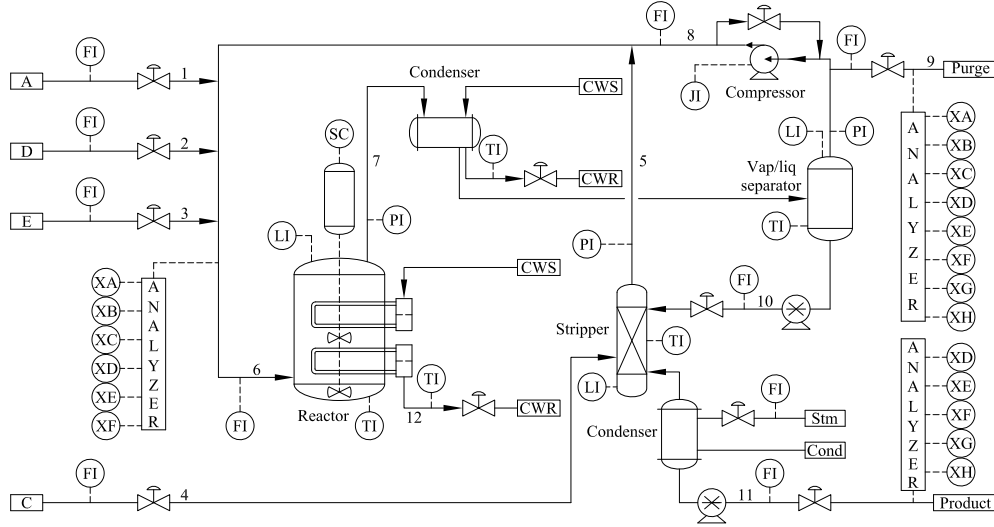 FI
8
FI
9
Purge
FI
A
1
Condenser
CWS
JI
Compressor
FI
D
2
SC
TI
CWR
7
5
LI
PI
Vap/liq
separator
A
N
A
L
Y
Z
E
R
XA
XB
XC
XD
XE
XF
XG
XH
FI
E
3
LI
PI
PI
TI
CWS
FI
10
XA
XB
XC
XD
XE
XF
A
N
A
L
Y
Z
E
R
Stripper
TI
6
FI
Reactor
TI
TI
12
CWR
LI
Condenser
FI
Stm
Cond
A
N
A
L
Y
Z
E
R
XD
XE
XF
XG
XH
FI
C
4
FI
11
Product